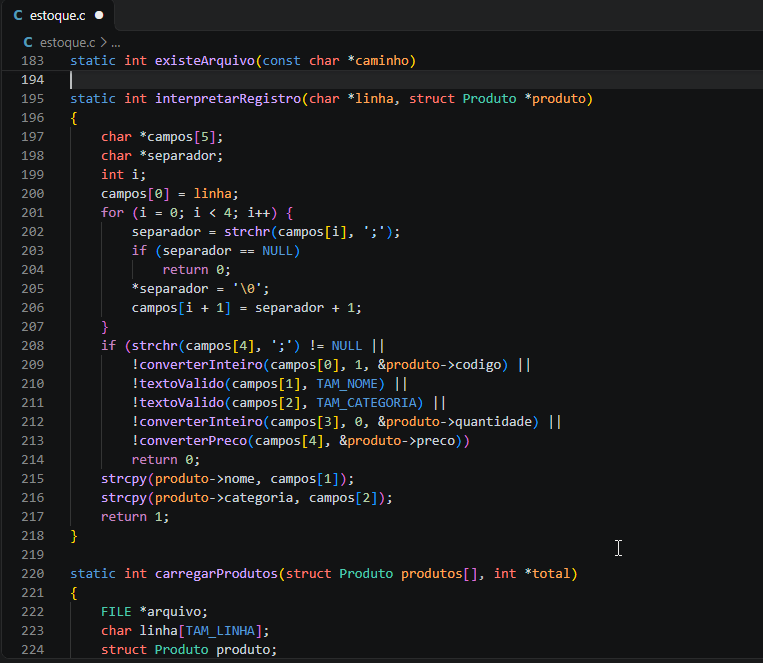 C estoque.c ●
C estoque.c > ...
183 static int existeArquivo(const char *caminho)
194
195 static int interpretarRegistro(char *linha, struct Produto *produto)
196 {
197     char *campos[5];
198     char *separador;
199     int i;
200     campos[0] = linha;
201     for (i = 0; i < 4; i++) {
202         separador = strchr(campos[i], ';');
203         if (separador == NULL)
204             return 0;
205         *separador = '\0';
206         campos[i + 1] = separador + 1;
207     }
208     if (strchr(campos[4], ';') != NULL ||
209         !converterInteiro(campos[0], 1, &produto->codigo) ||
210         !textoValido(campos[1], TAM_NOME) ||
211         !textoValido(campos[2], TAM_CATEGORIA) ||
212         !converterInteiro(campos[3], 0, &produto->quantidade) ||
213         !converterPreco(campos[4], &produto->preco))
214         return 0;
215     strcpy(produto->nome, campos[1]);
216     strcpy(produto->categoria, campos[2]);
217     return 1;
218 }
219
220 static int carregarProdutos(struct Produto produtos[], int *total)
221 {
222     FILE *arquivo;
223     char linha[TAM_LINHA];
224     struct Produto produto;